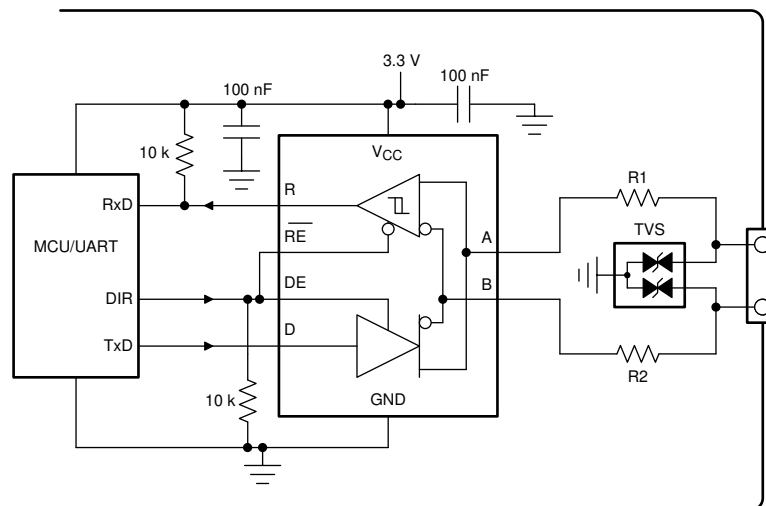 3.3 V
100 nF
100 nF
10 k
VCC
R1
RxD
R
TVS
MCU/UART
RE
A
DIR
DE
B
TxD
D
R2
10 k
GND